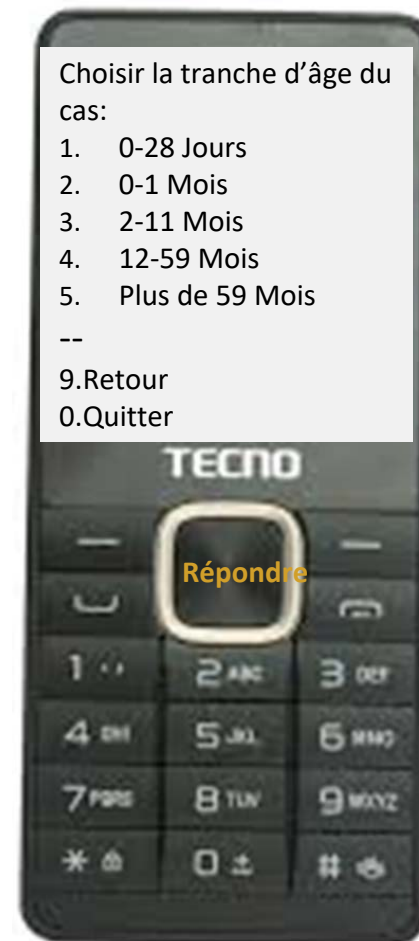 Choisir la tranche d'âge du
cas:
1. 0-28 Jours
2. 0-1 Mois
3. 2-11 Mois
4. 12-59 Mois
5. Plus de 59 Mois
--
9.Retour
0.Quitter
TECNO
Répondre
1
2 ABC 3 DEF
4 GHI 5 JKL 6 MNO
7 PQRS 8 TUV 9 WXYZ
* 0 #